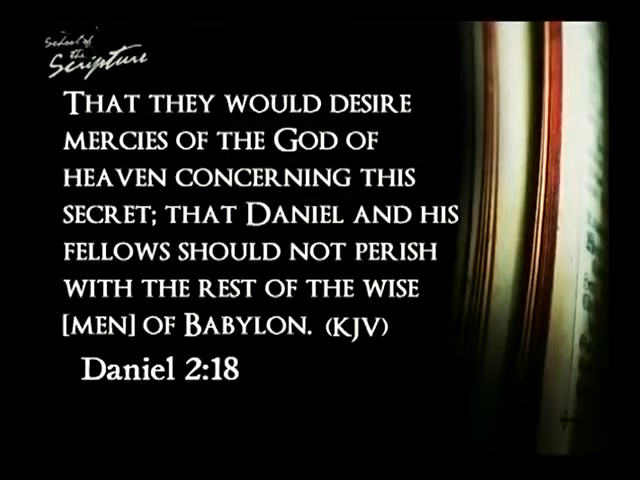 School of
the
Scripture
That they would desire
mercies of the God of
heaven concerning this
secret; that Daniel and his
fellows should not perish
with the rest of the wise
[men] of Babylon. (KJV)
Daniel 2:18